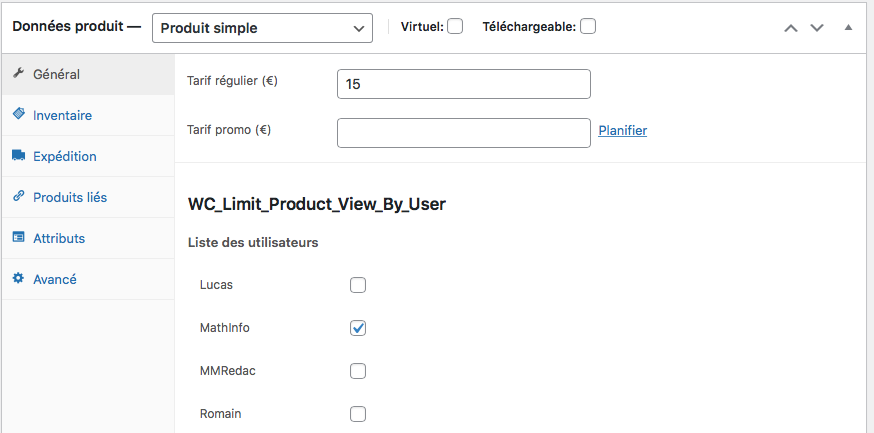 Données produit — Produit simple Virtuel: Téléchargeable:
Général
Inventaire
Expédition
Produits liés
Attributs
Avancé
Tarif régulier (€) 15
Tarif promo (€) Planifier
WC_Limit_Product_View_By_User
Liste des utilisateurs
Lucas
MathInfo
MMRedac
Romain